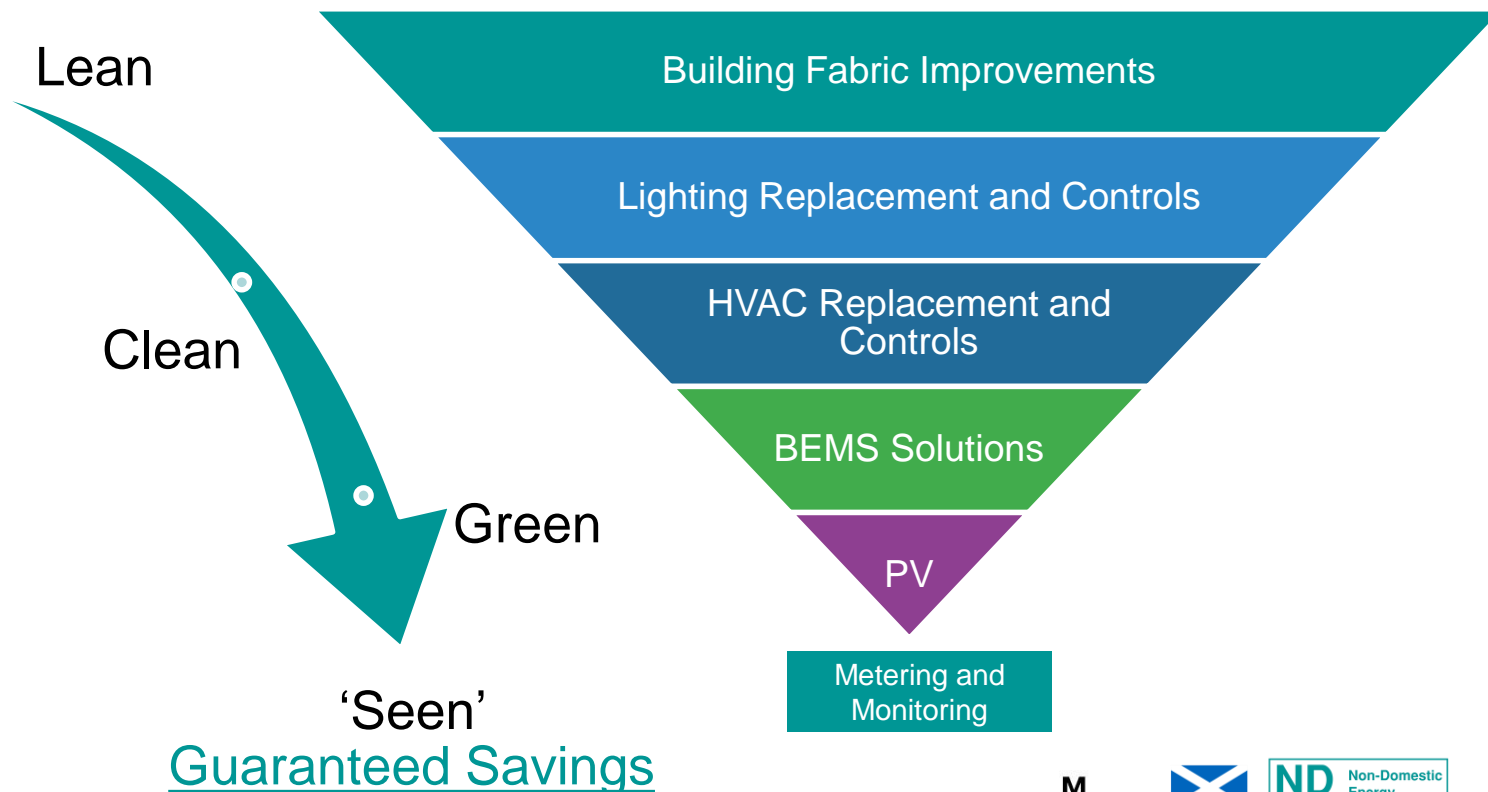 Lean
Building Fabric Improvements
Lighting Replacement and Controls
HVAC Replacement and
Controls
Clean
BEMS Solutions
Green
PV
Metering and
Monitoring
‘Seen’
Guaranteed Savings
M
ND
Non-Domestic